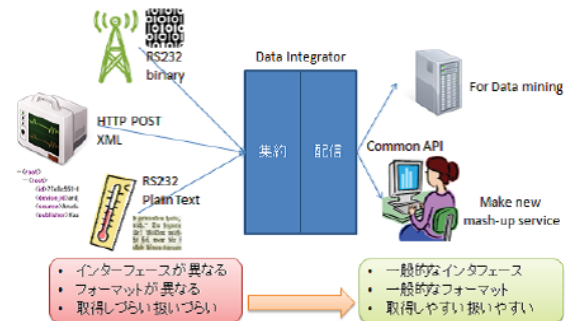 RS232
binary
Data Integrator
For Data mining
HTTP POST
XML
集約
配信
Common API
RS232
Plain Text
Make new
mash-up service
<root>
• インターフェースが異なる
• フォーマットが異なる
• 取得しづらい扱いづらい
• 一般的なインタフェース
• 一般的なフォーマット
• 取得しやすい扱いやすい